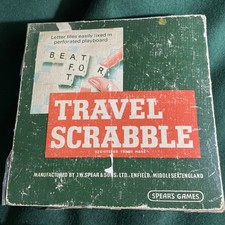 Letter tiles easily fixed in
perforated playboard
BEAT
FOR
T
TRAVEL
SCRABBLE
REGISTERED TRADE MARK
MANUFACTURED BY J.W. SPEAR & SONS, LTD., ENFIELD, MIDDLESEX, ENGLAND
SPEARS GAMES